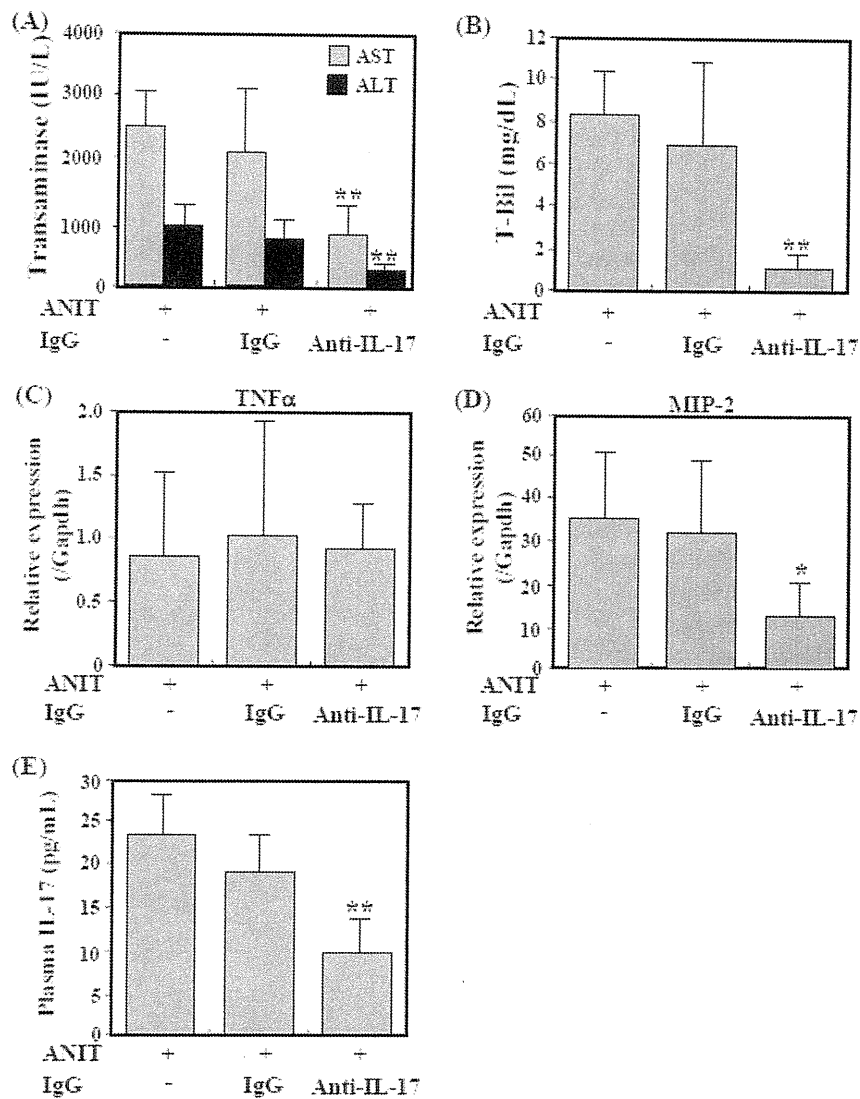 (A)
Transaminase (IU/L)
4000
3000
2000
1000
0
AST
ALT
**
**
ANIT + + +
IgG - IgG Anti-IL-17
(B)
T-Bil (mg/dL)
12
10
8
6
4
2
0
**
ANIT + + +
IgG - IgG Anti-IL-17
(C)
TNFα
Relative expression
(/Gapdh)
2.0
1.5
1.0
0.5
0
ANIT + + +
IgG - IgG Anti-IL-17
(D)
MIP-2
Relative expression
(/Gapdh)
60
50
40
30
20
10
0
*
ANIT + + +
IgG - IgG Anti-IL-17
(E)
Plasma IL-17 (pg/mL)
30
25
20
15
10
5
0
**
ANIT + + +
IgG - IgG Anti-IL-17